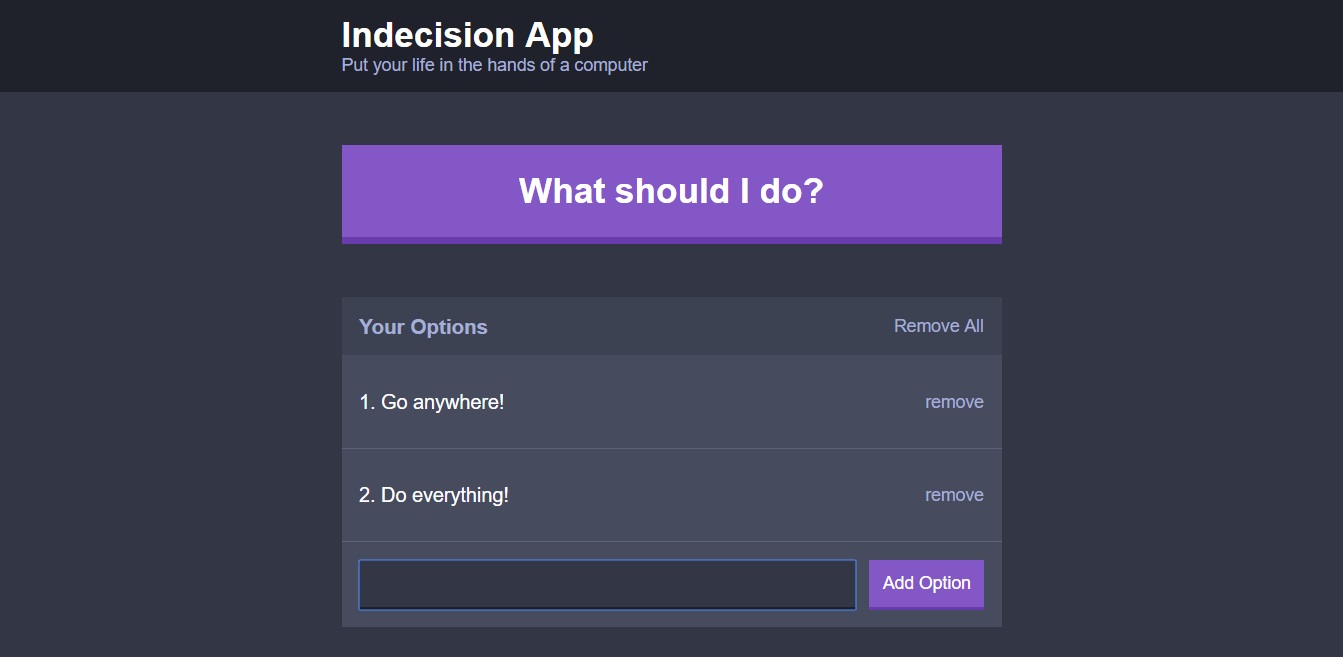 Indecision App
Put your life in the hands of a computer
What should I do?
Your Options
Remove All
1. Go anywhere!
remove
2. Do everything!
remove
Add Option